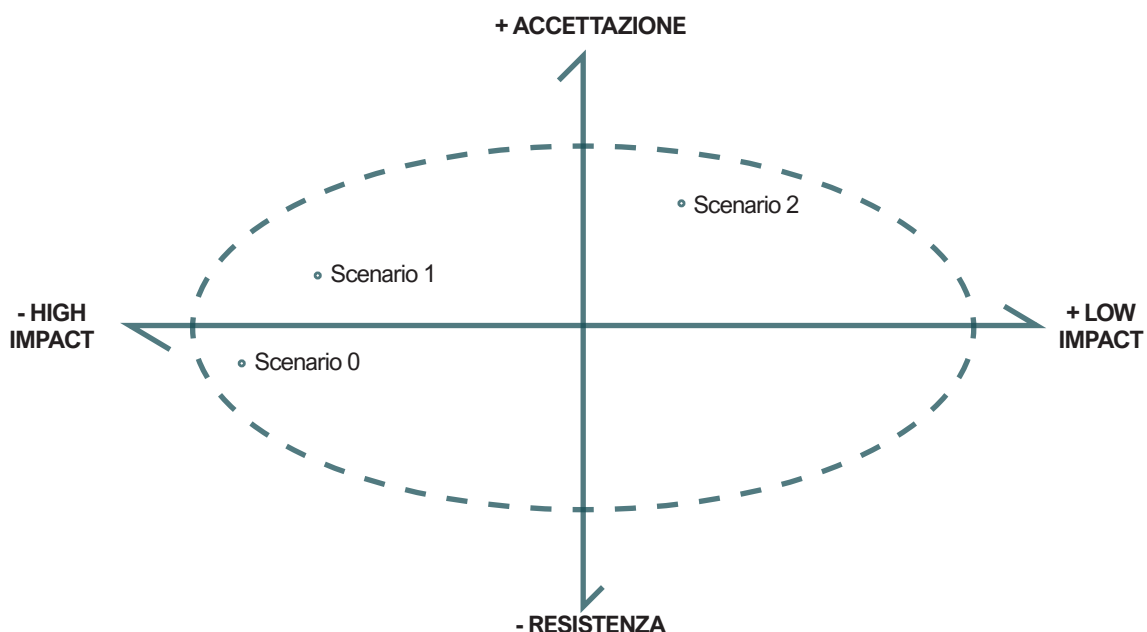 + ACCETTAZIONE
Scenario 2
Scenario 1
- HIGH
IMPACT
+ LOW
IMPACT
Scenario 0
- RESISTENZA